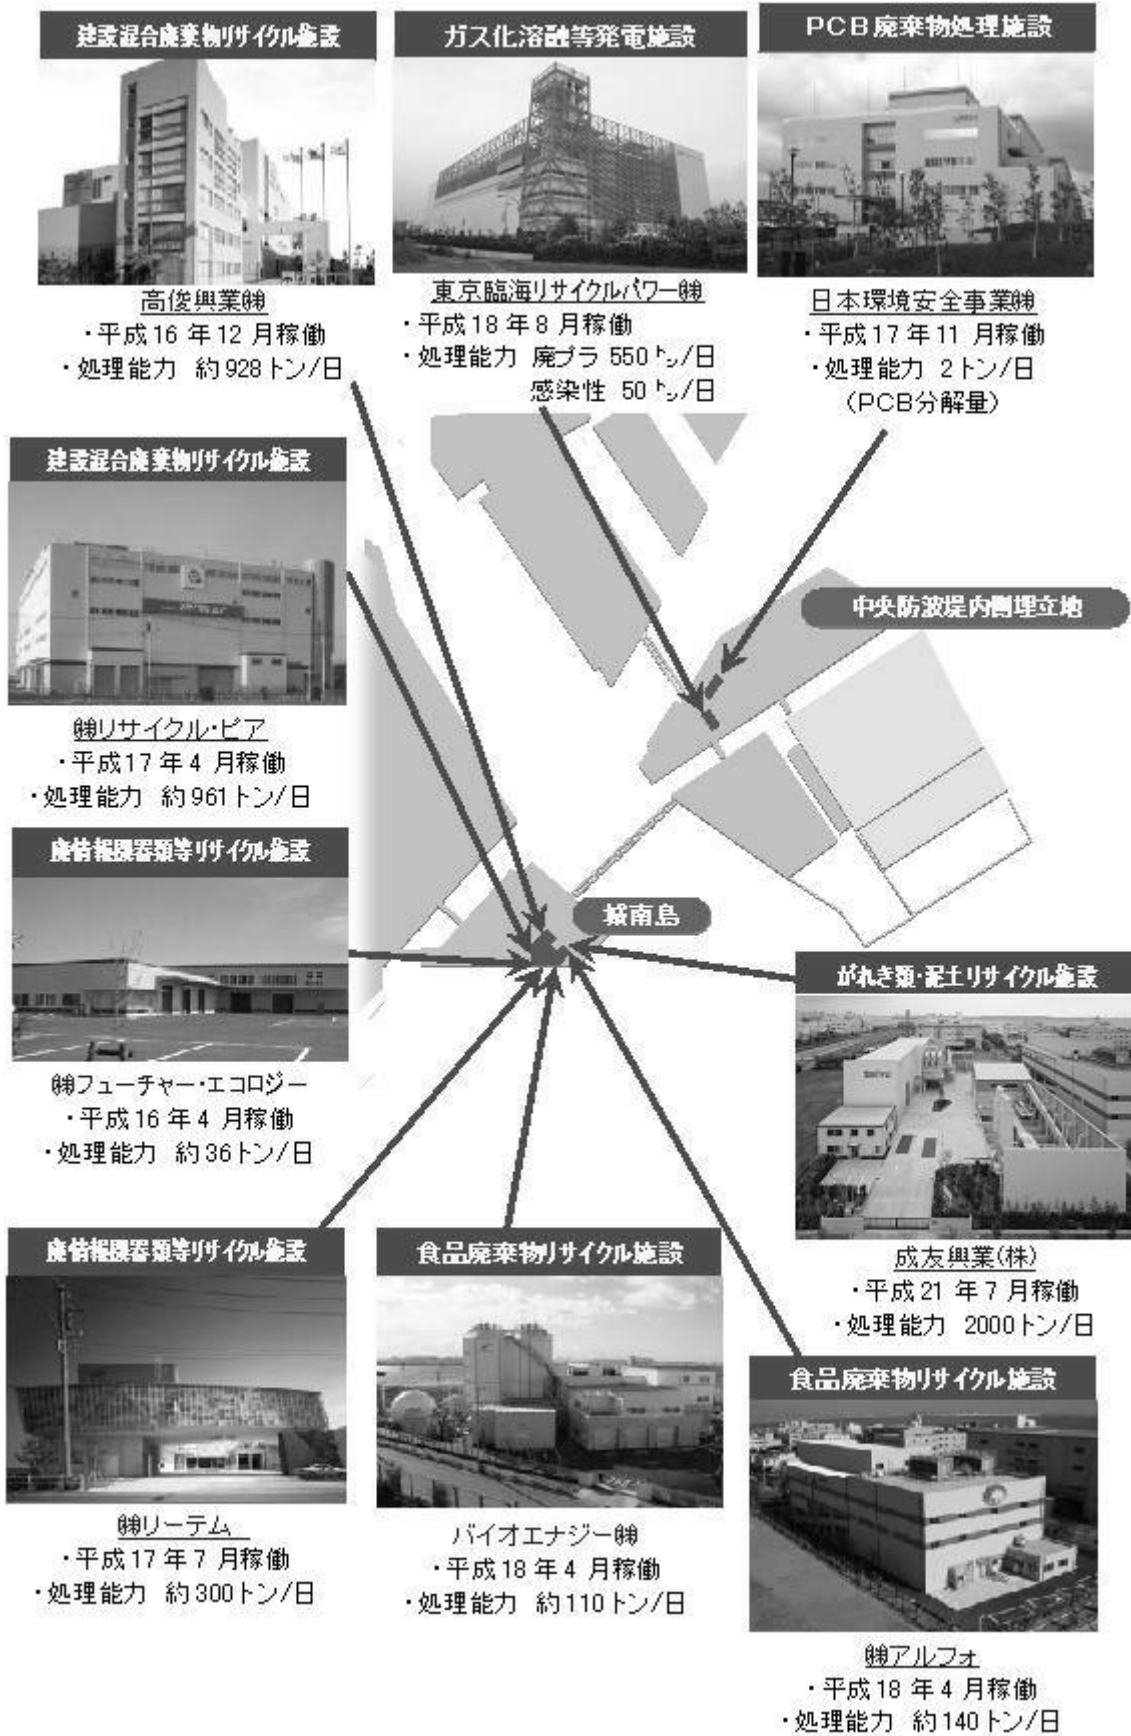 建設混合廃棄物リサイクル施設
高俊興業㈱
・平成16年12月稼働
・処理能力 約928トン/日
ガス化溶融等発電施設
東京臨海リサイクルパワー㈱
・平成18年8月稼働
・処理能力 廃プラ 550㌧/日
感染性 50㌧/日
PCB廃棄物処理施設
日本環境安全事業㈱
・平成17年11月稼働
・処理能力 2トン/日
(PCB分解量)
建設混合廃棄物リサイクル施設
㈱リサイクル・ピア
・平成17年4月稼働
・処理能力 約961トン/日
中央防波堤内側埋立地
廃情報機器類等リサイクル施設
㈱フューチャー・エコロジー
・平成16年4月稼働
・処理能力 約36トン/日
城南島
がれき類・泥土リサイクル施設
成友興業(株)
・平成21年7月稼働
・処理能力 2000トン/日
廃情報機器類等リサイクル施設
㈱リーテム
・平成17年7月稼働
・処理能力 約300トン/日
食品廃棄物リサイクル施設
バイオエナジー㈱
・平成18年4月稼働
・処理能力 約110トン/日
食品廃棄物リサイクル施設
㈱アルフォ
・平成18年4月稼働
・処理能力 約140トン/日